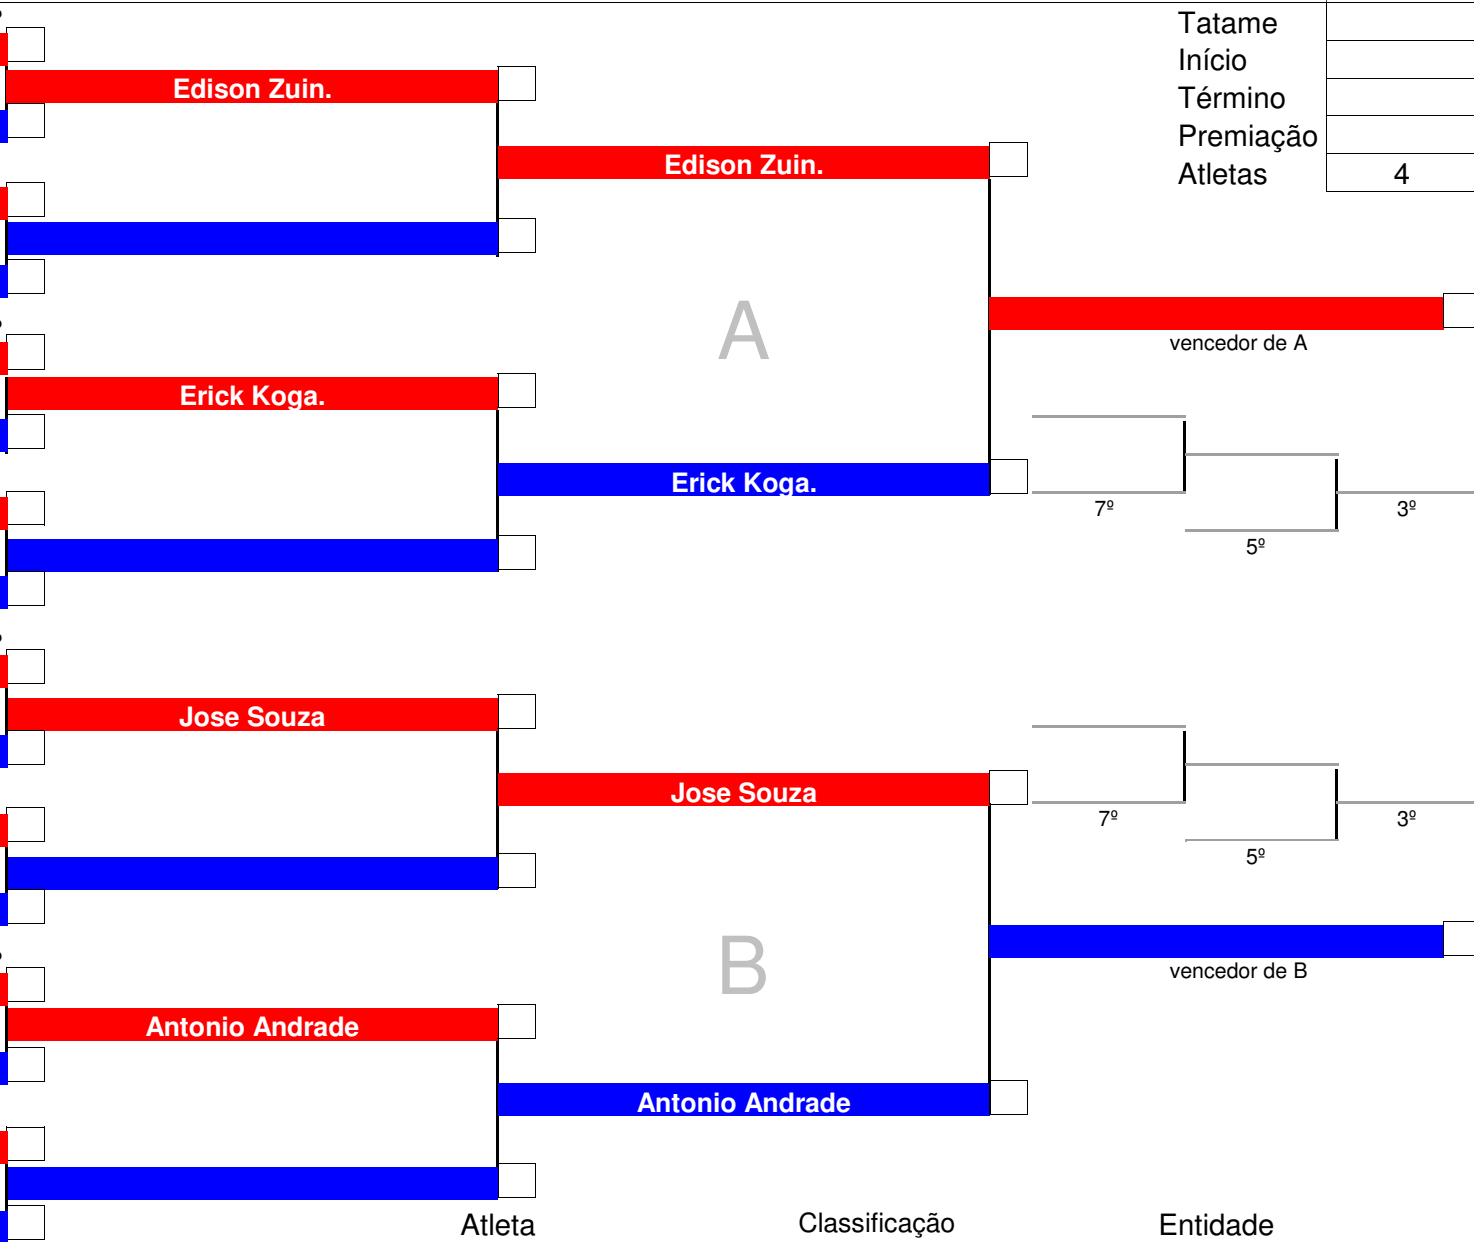 Tatame
Início
Término
Premiação
Atletas 4
Edison Zuin.
Edison Zuin.
A
vencedor de A
Erick Koga.
Erick Koga.
7º
3º
5º
Jose Souza
Jose Souza
7º
3º
5º
B
vencedor de B
Antonio Andrade
Antonio Andrade
Atleta Classificação Entidade